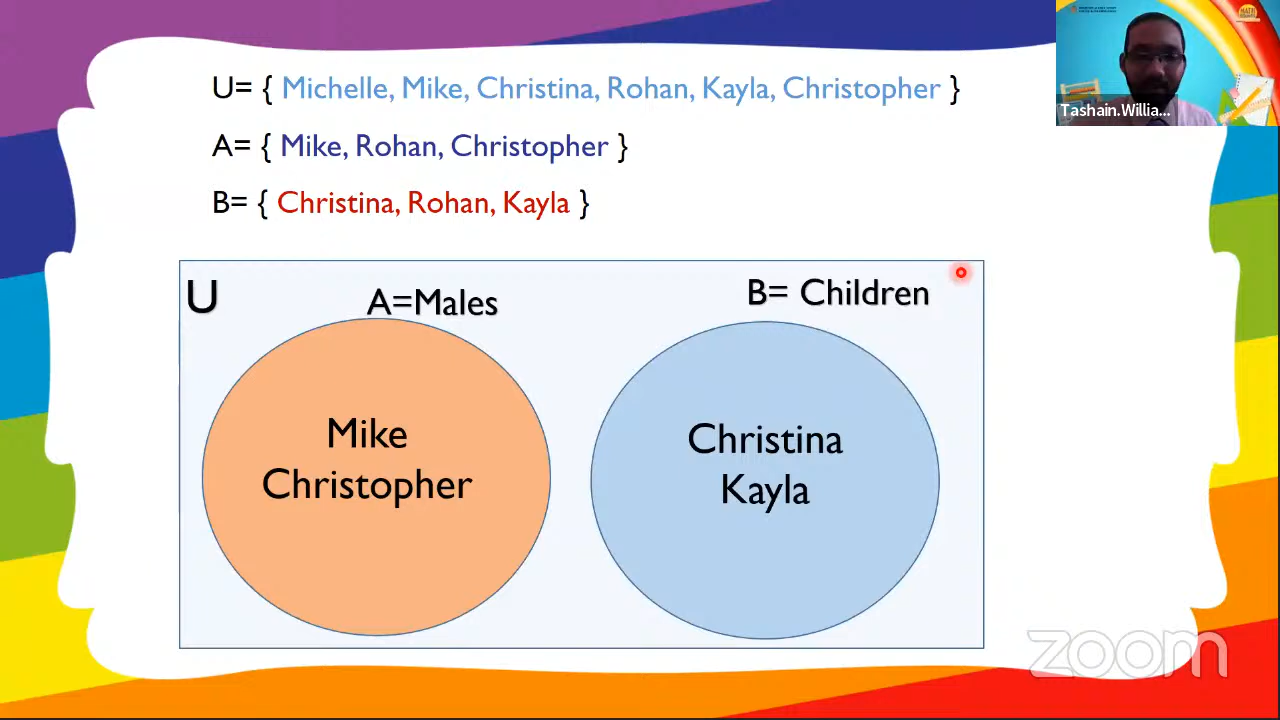 U= { Michelle, Mike, Christina, Rohan, Kayla, Christopher }
A= { Mike, Rohan, Christopher }
B= { Christina, Rohan, Kayla }
U
A=Males
B= Children
Mike
Christopher
Christina
Kayla
Tashain.Willia...
zoom